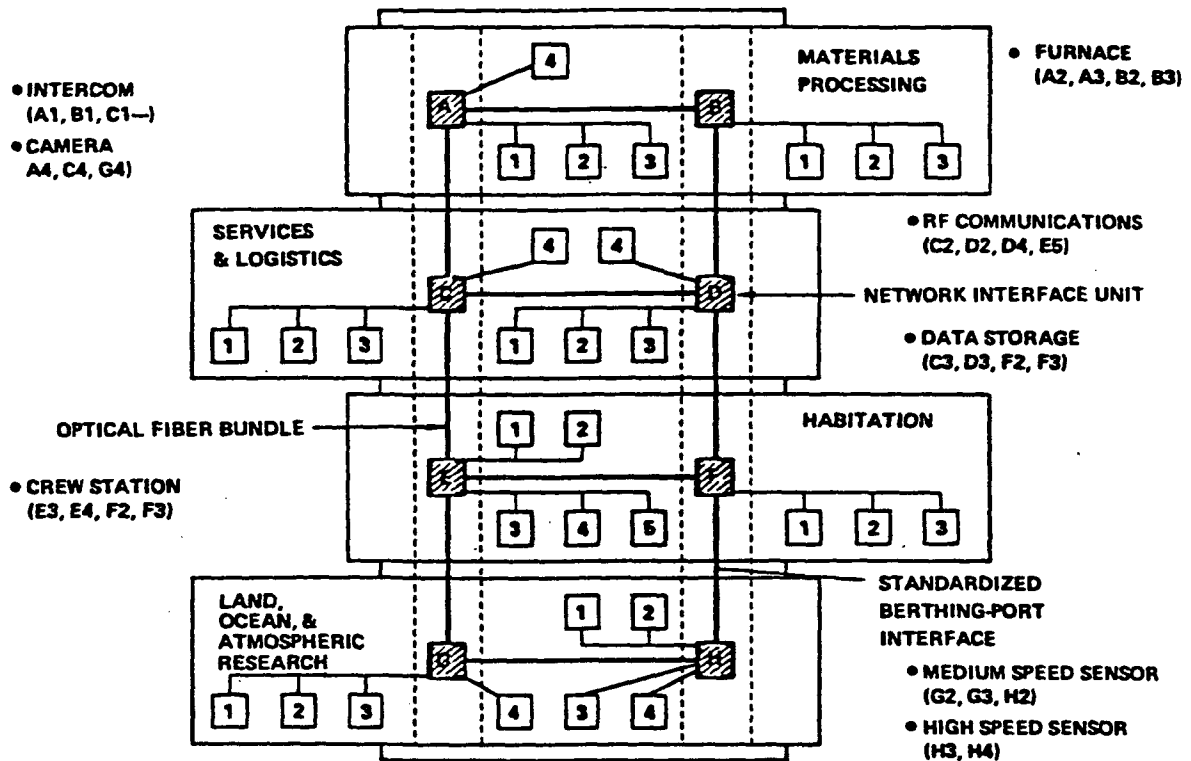 4
MATERIALS
PROCESSING
• FURNACE
(A2, A3, B2, B3)
• INTERCOM
(A1, B1, C1—)
• CAMERA
A4, C4, G4)
A
B
1 2 3
1 2 3
SERVICES
& LOGISTICS
4 4
• RF COMMUNICATIONS
(C2, D2, D4, E5)
C
D
NETWORK INTERFACE UNIT
1 2 3
1 2 3
• DATA STORAGE
(C3, D3, F2, F3)
OPTICAL FIBER BUNDLE
1 2
HABITATION
E
F
• CREW STATION
(E3, E4, F2, F3)
3 4 5
1 2 3
LAND,
OCEAN, &
ATMOSPHERIC
RESEARCH
1 2
STANDARDIZED
BERTHING-PORT
INTERFACE
G
H
1 2 3
4 3 4
• MEDIUM SPEED SENSOR
(G2, G3, H2)
• HIGH SPEED SENSOR
(H3, H4)